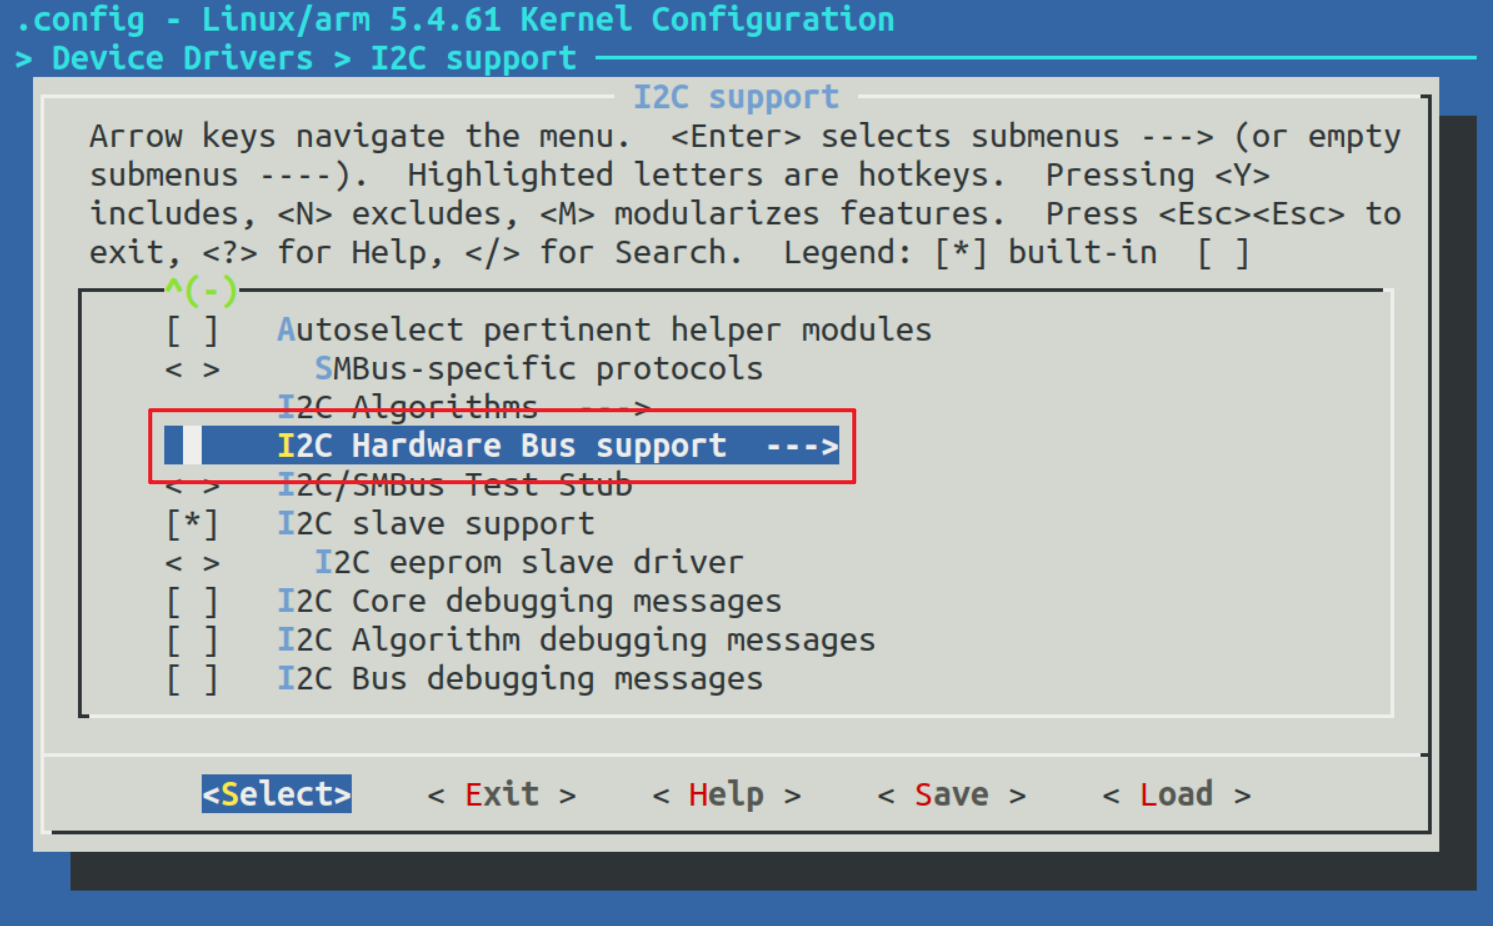 .config - Linux/arm 5.4.61 Kernel Configuration
> Device Drivers > I2C support
I2C support
Arrow keys navigate the menu.  <Enter> selects submenus ---> (or empty
submenus ----).  Highlighted letters are hotkeys.  Pressing <Y>
includes, <N> excludes, <M> modularizes features.  Press <Esc><Esc> to
exit, <?> for Help, </> for Search.  Legend: [*] built-in  [ ]
^(-)
[ ]   Autoselect pertinent helper modules
< >     SMBus-specific protocols
I2C Algorithms  --->
I2C Hardware Bus support  --->
< >   I2C/SMBus Test Stub
[*]   I2C slave support
< >     I2C eeprom slave driver
[ ]   I2C Core debugging messages
[ ]   I2C Algorithm debugging messages
[ ]   I2C Bus debugging messages
<Select>    < Exit >    < Help >    < Save >    < Load >